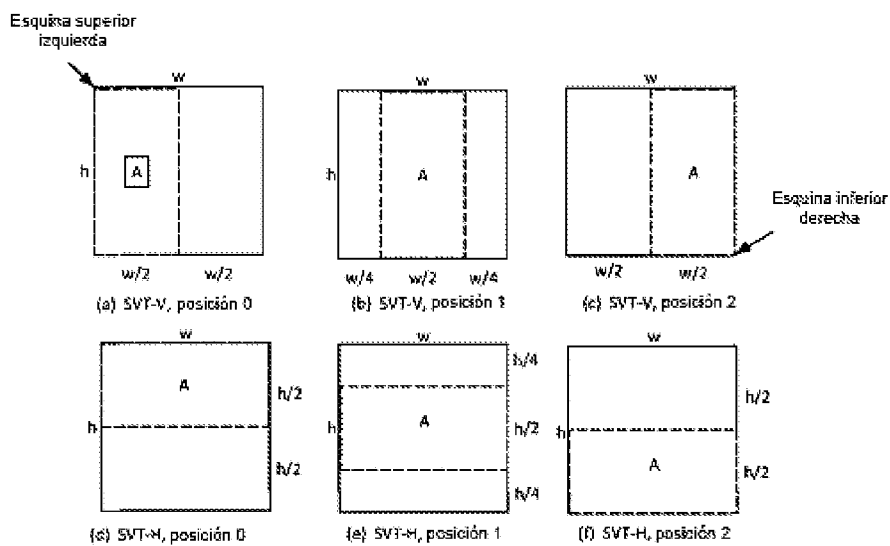 Esquina superior
izquierda
w
w
w
h
A
h
A
A
Esquina inferior
derecha
w/2
w/2
w/4
w/2
w/4
w/2
w/2
(a) SVT-V, posición 0
(b) SVT-V, posición 1
(c) SVT-V, posición 2
w
w
w
A
h/2
h
h/2
h/4
h
A
h/2
h/4
h/2
h
A
h/2
(d) SVT-H, posición 0
(e) SVT-H, posición 1
(f) SVT-H, posición 2